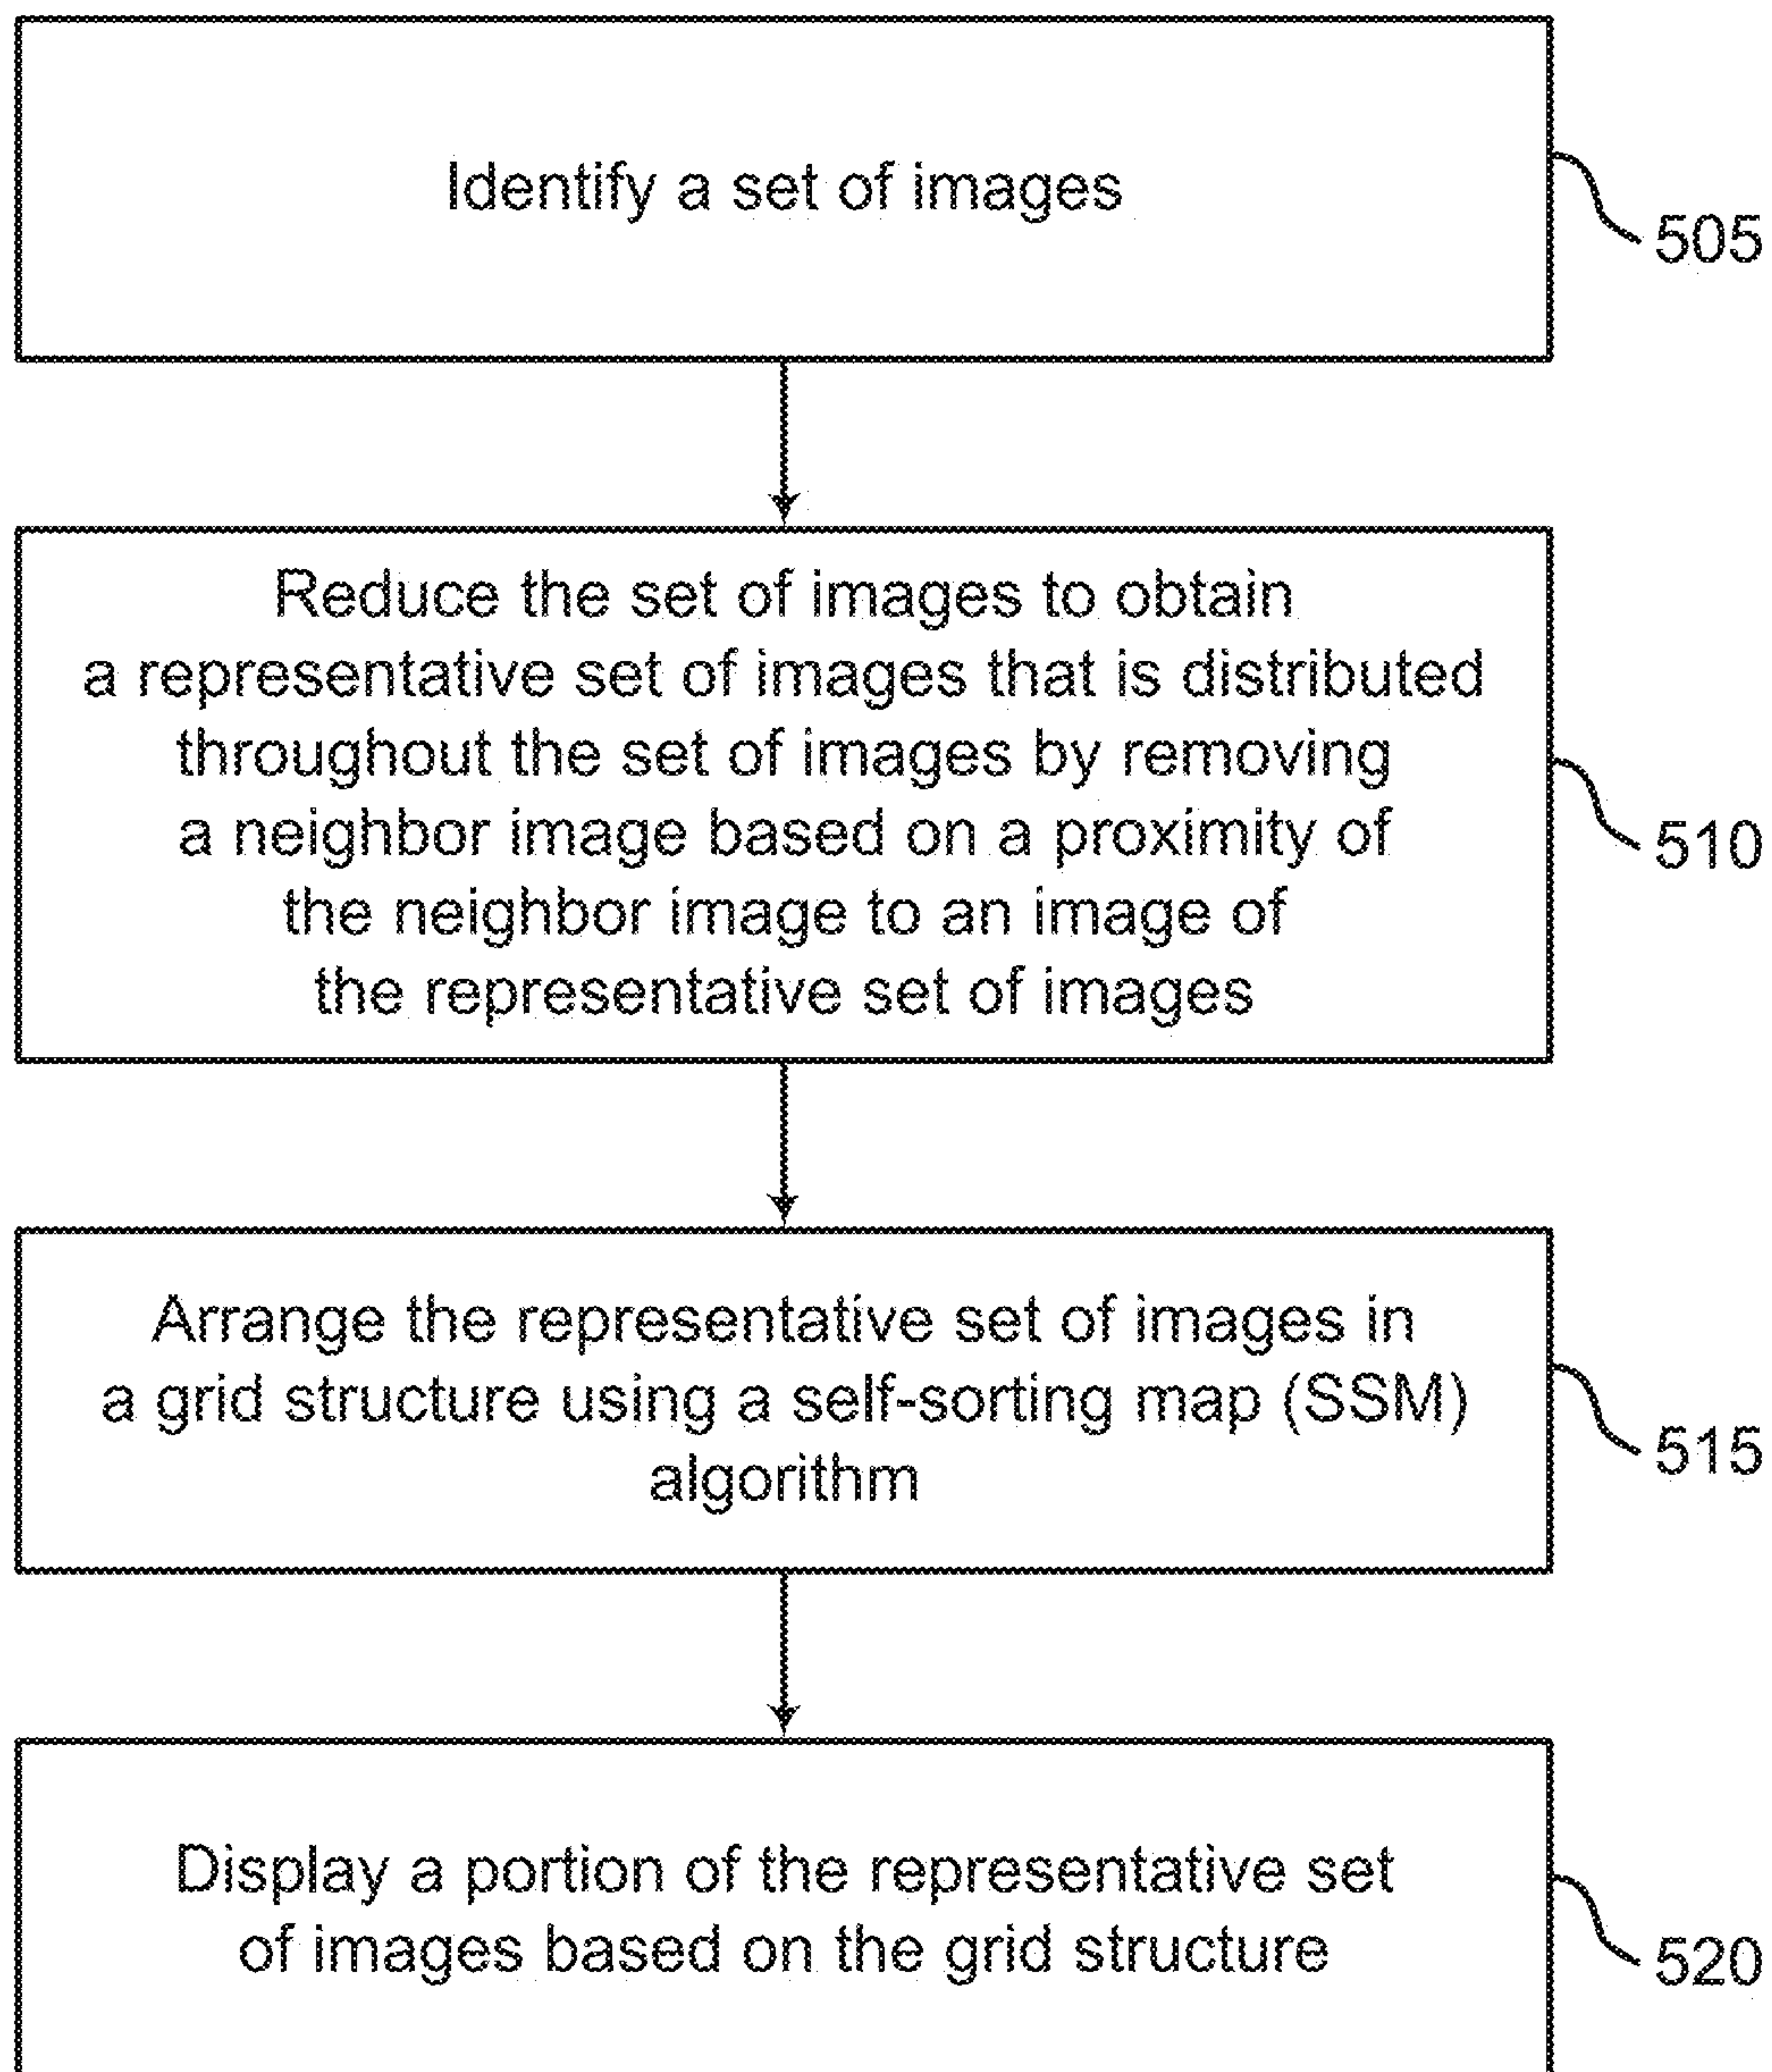 Identify a set of images
505
Reduce the set of images to obtain
a representative set of images that is distributed
throughout the set of images by removing
a neighbor image based on a proximity of
the neighbor image to an image of
the representative set of images
510
Arrange the representative set of images in
a grid structure using a self-sorting map (SSM)
algorithm
515
Display a portion of the representative set
of images based on the grid structure
520